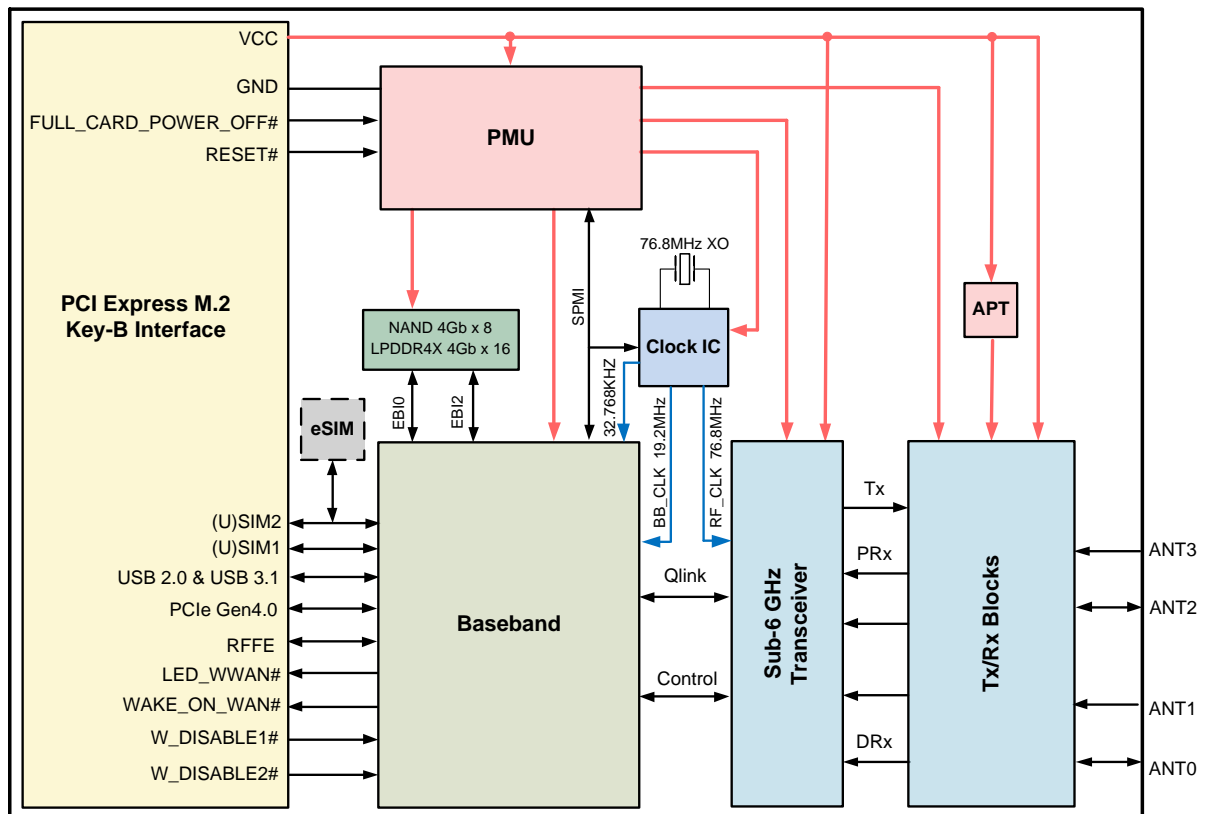 VCC
GND
FULL_CARD_POWER_OFF#
RESET#
PMU
76.8MHz XO
SPMI
PCI Express M.2
Key-B Interface
NAND 4Gb x 8
LPDDR4X 4Gb x 16
Clock IC
APT
eSIM
EBI0
EBI2
32.768KHZ
BB_CLK 19.2MHz
RF_CLK 76.8MHz
(U)SIM2
(U)SIM1
USB 2.0 & USB 3.1
PCIe Gen4.0
RFFE
LED_WWAN#
WAKE_ON_WAN#
W_DISABLE1#
W_DISABLE2#
Baseband
Qlink
Control
Sub-6 GHz
Transceiver
Tx
PRx
DRx
Tx/Rx Blocks
ANT3
ANT2
ANT1
ANT0